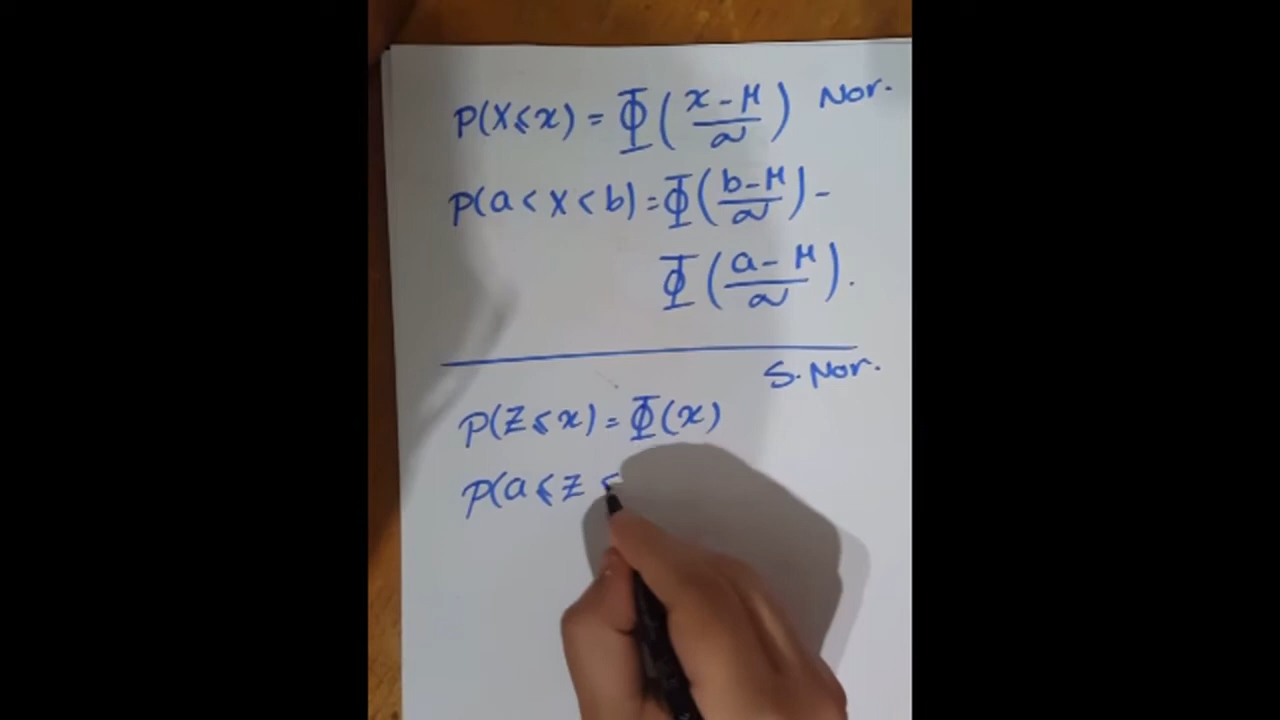 P(X≤x) = Φ(x-μ/σ) Nor.
P(a<X<b) = Φ(b-μ/σ) -
Φ(a-μ/σ).
S. Nor.
P(Z≤x) = Φ(x)
P(a≤Z≤